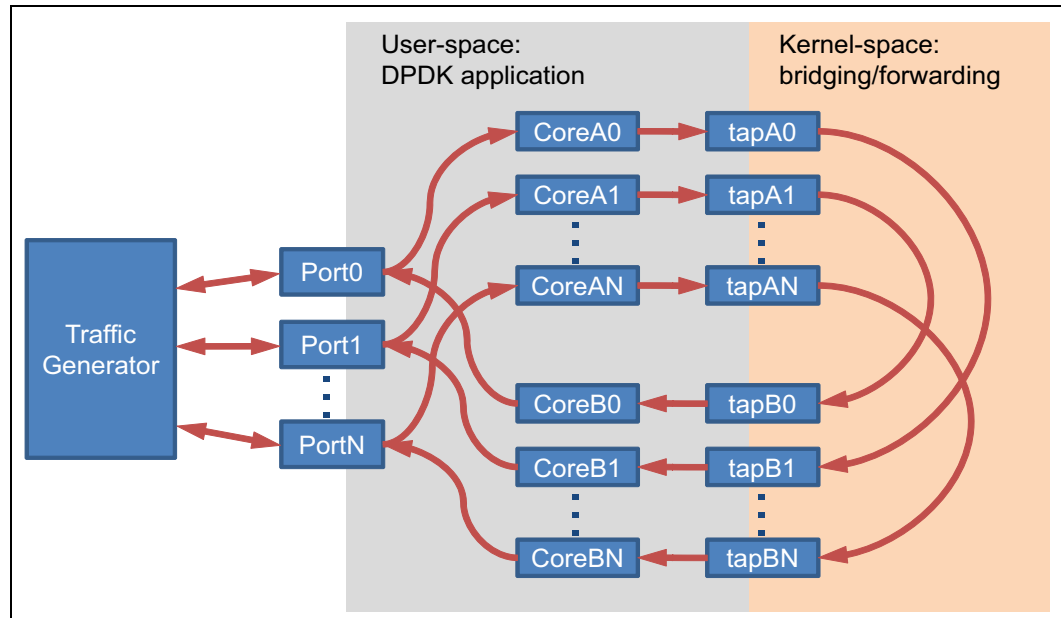 User-space:
DPDK application
Kernel-space:
bridging/forwarding
CoreA0
tapA0
CoreA1
tapA1
Port0
CoreAN
tapAN
Traffic
Generator
Port1
CoreB0
tapB0
PortN
CoreB1
tapB1
CoreBN
tapBN